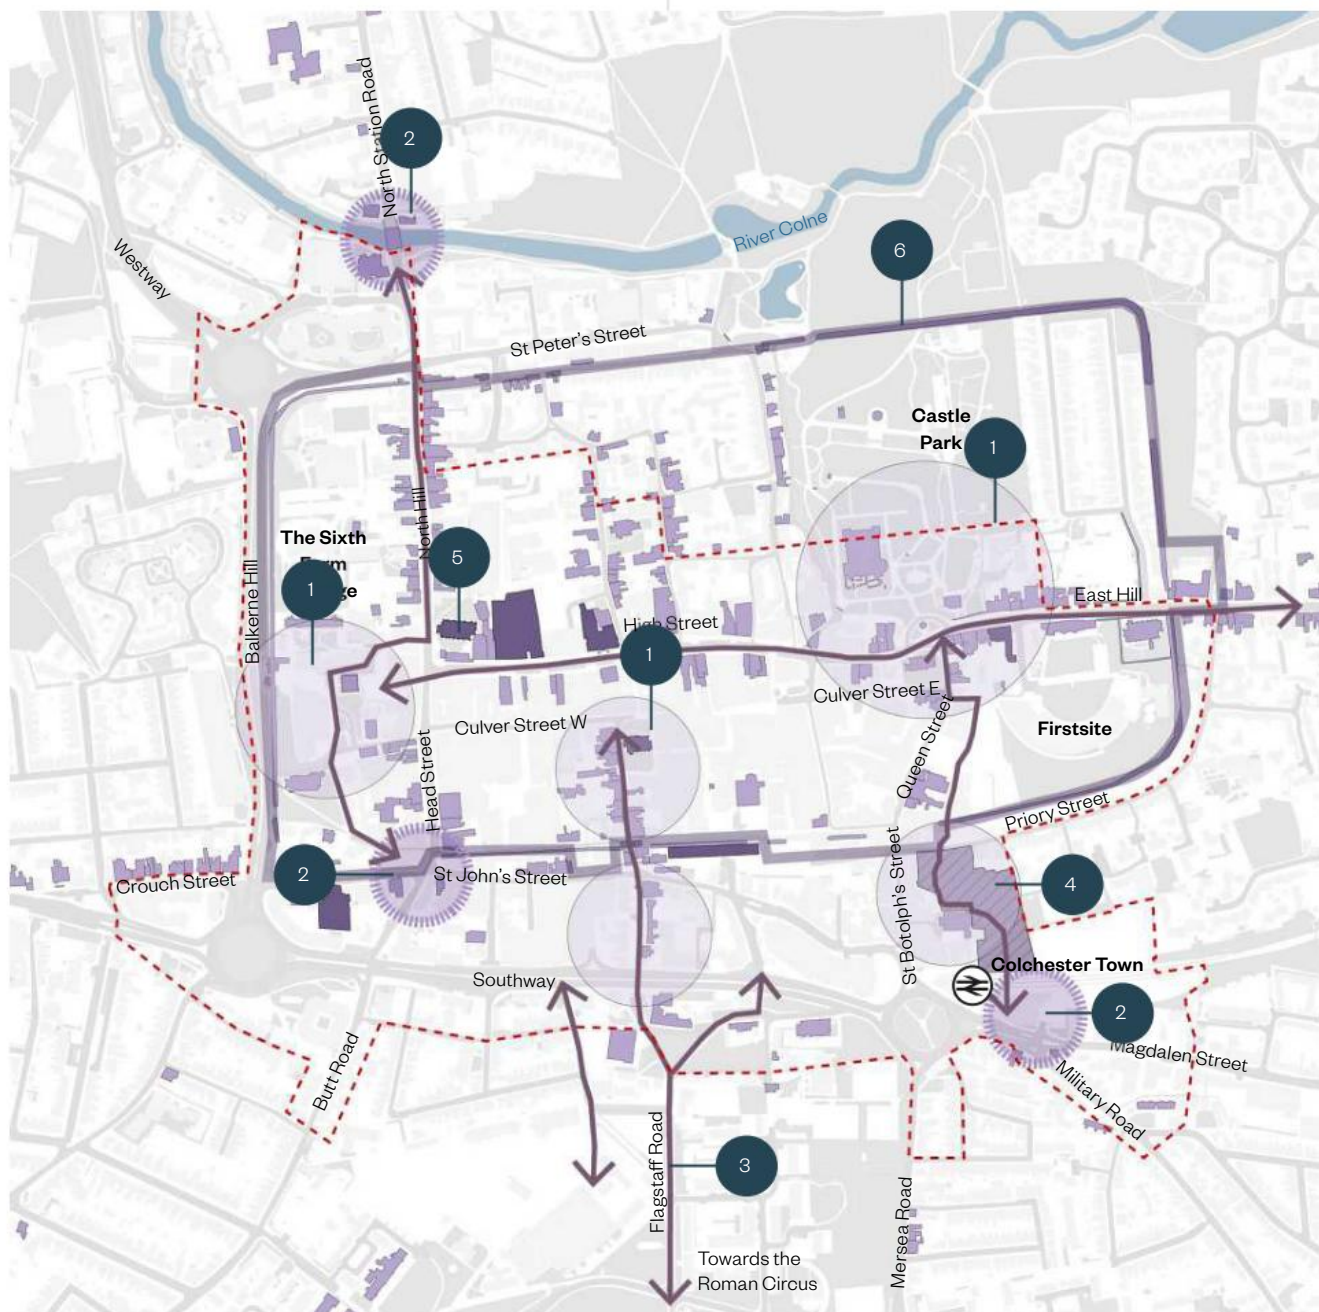 North Station Road
2
Westway
River Colne
6
St Peter's Street
Castle
Park
1
North Hill
The Sixth
Form
ge
1
5
Balkerne Hill
East Hill
High Street
1
Culver Street E
Culver Street W
Queen Street
Firstsite
Head Street
Priory Street
Crouch Street
2
St John's Street
St Botolph's Street
4
Southway
Colchester Town
2
Magdalen Street
Butt Road
Military Road
Flagstaff Road
3
Mersea Road
Towards the
Roman Circus